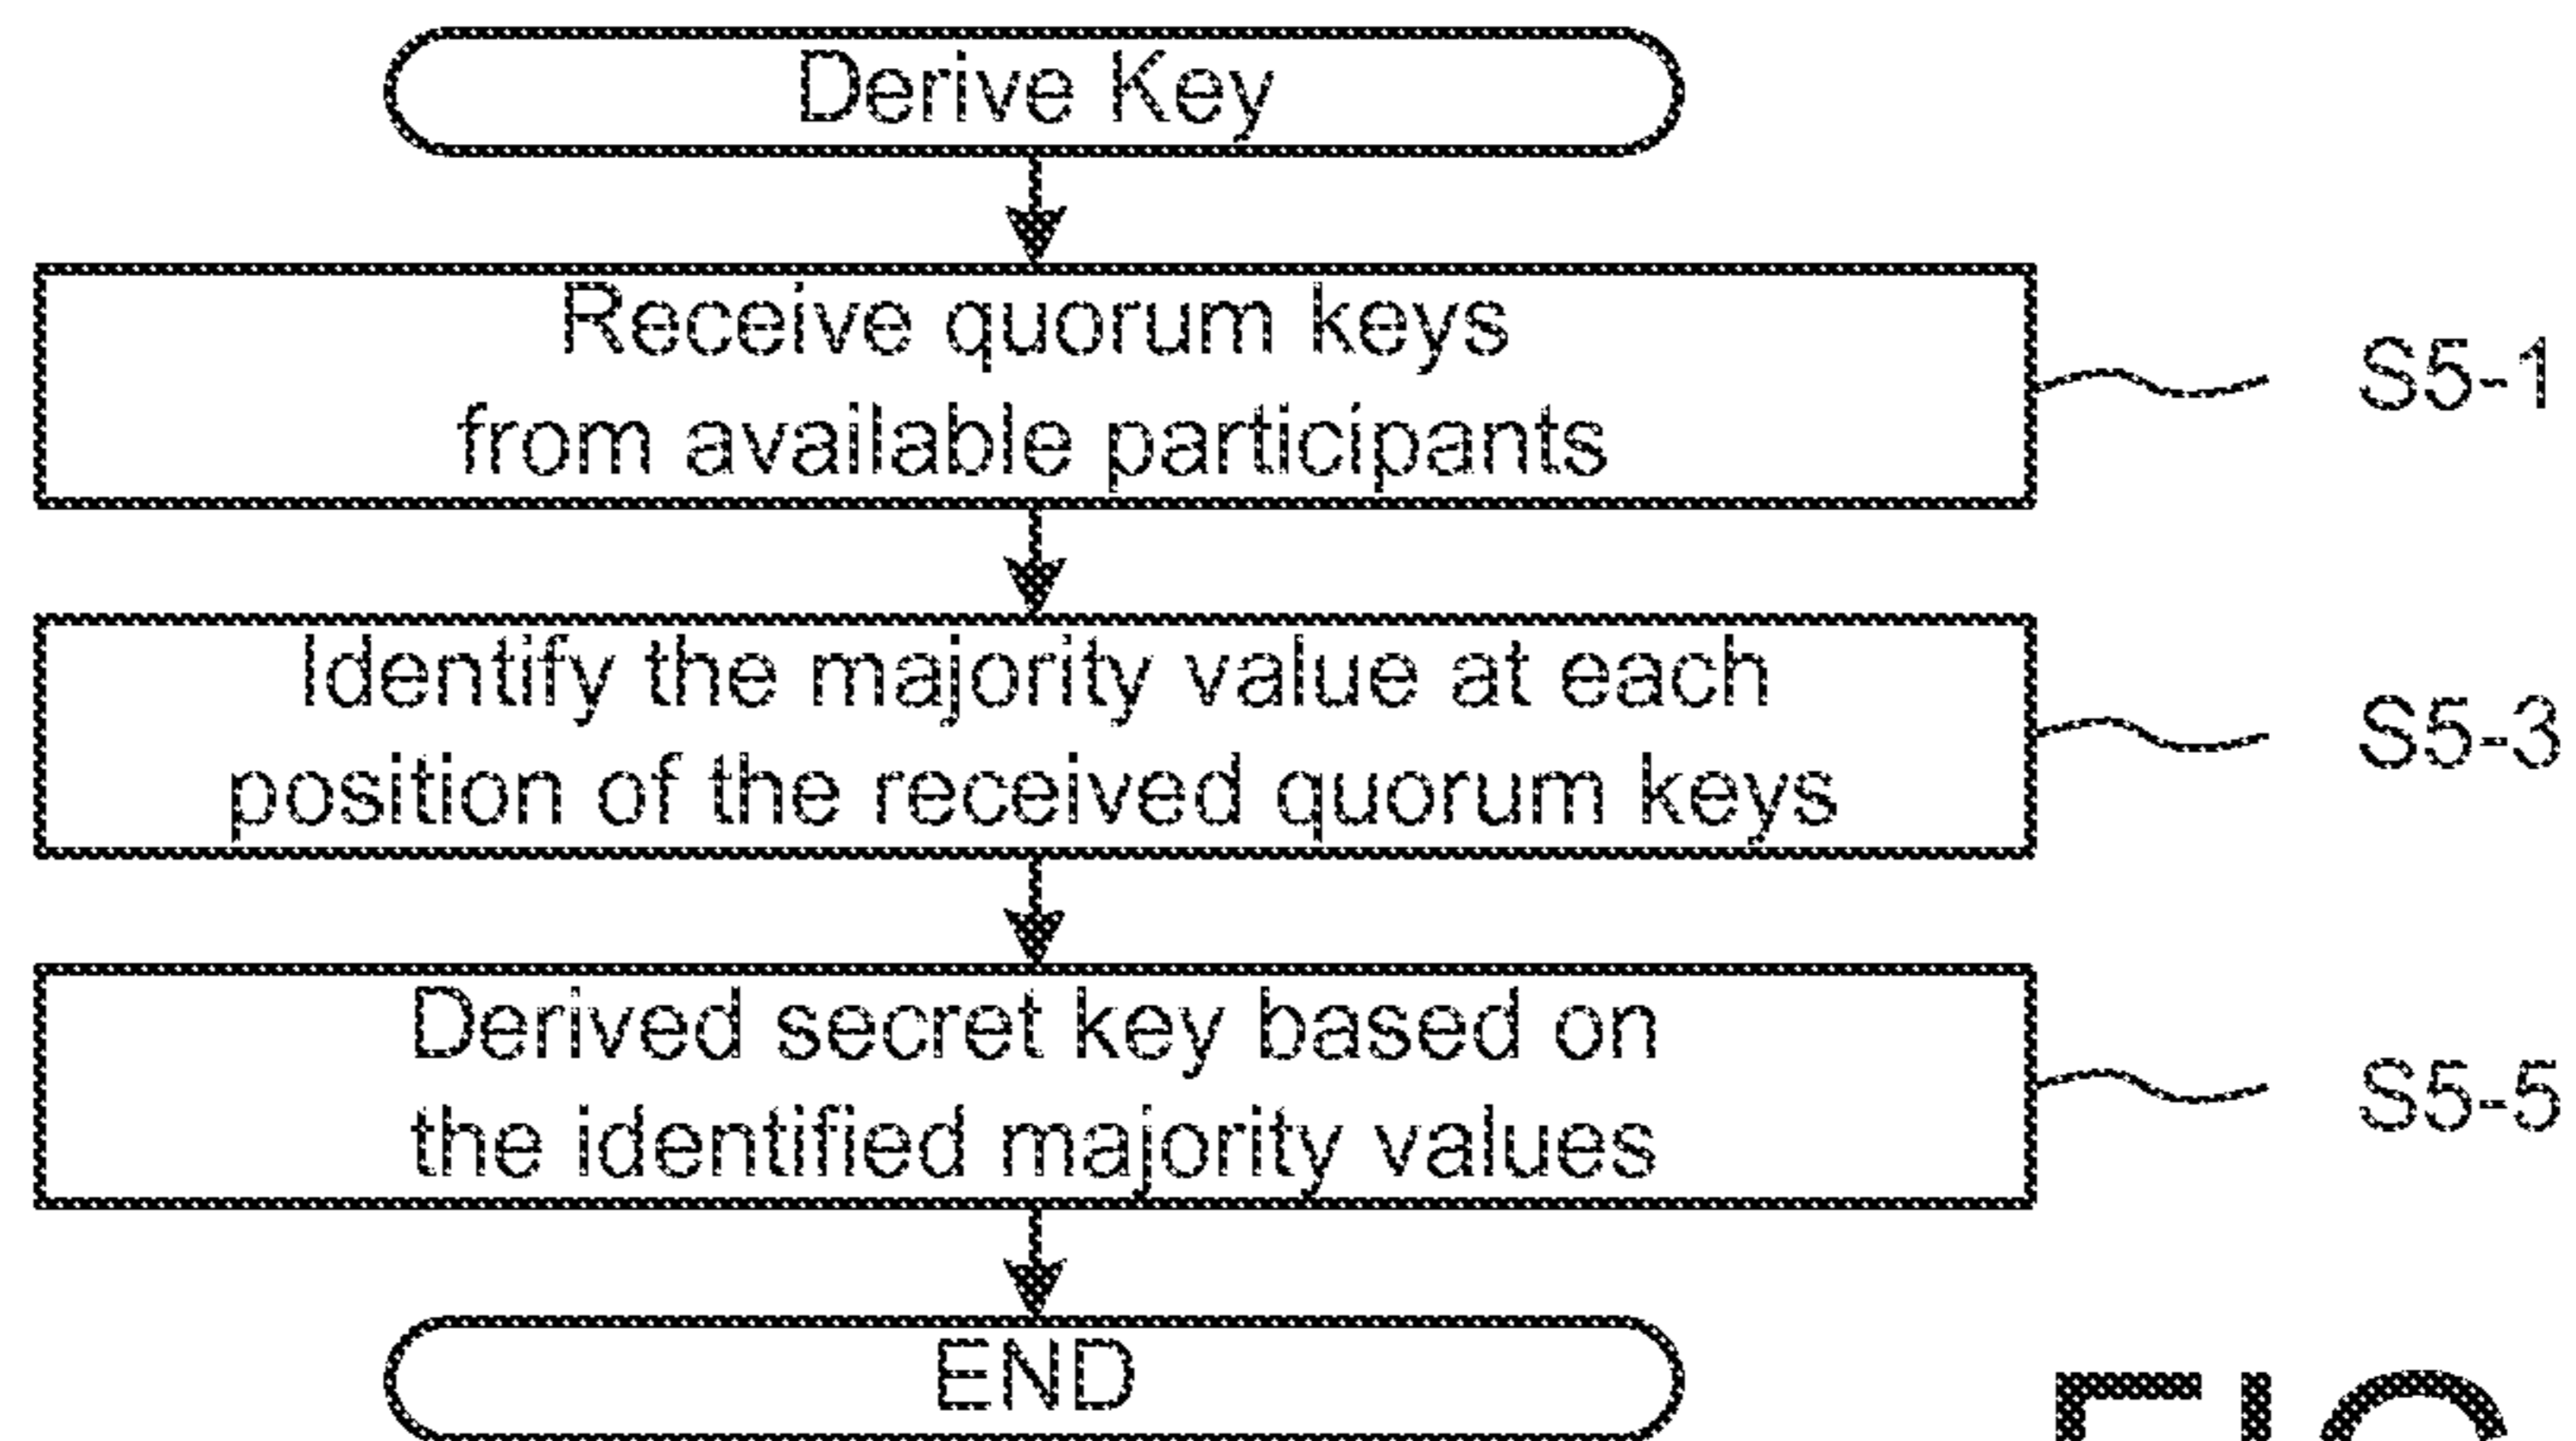 Derive Key
Receive quorum keys
from available participants
S5-1
Identify the majority value at each
position of the received quorum keys
S5-3
Derived secret key based on
the identified majority values
S5-5
END